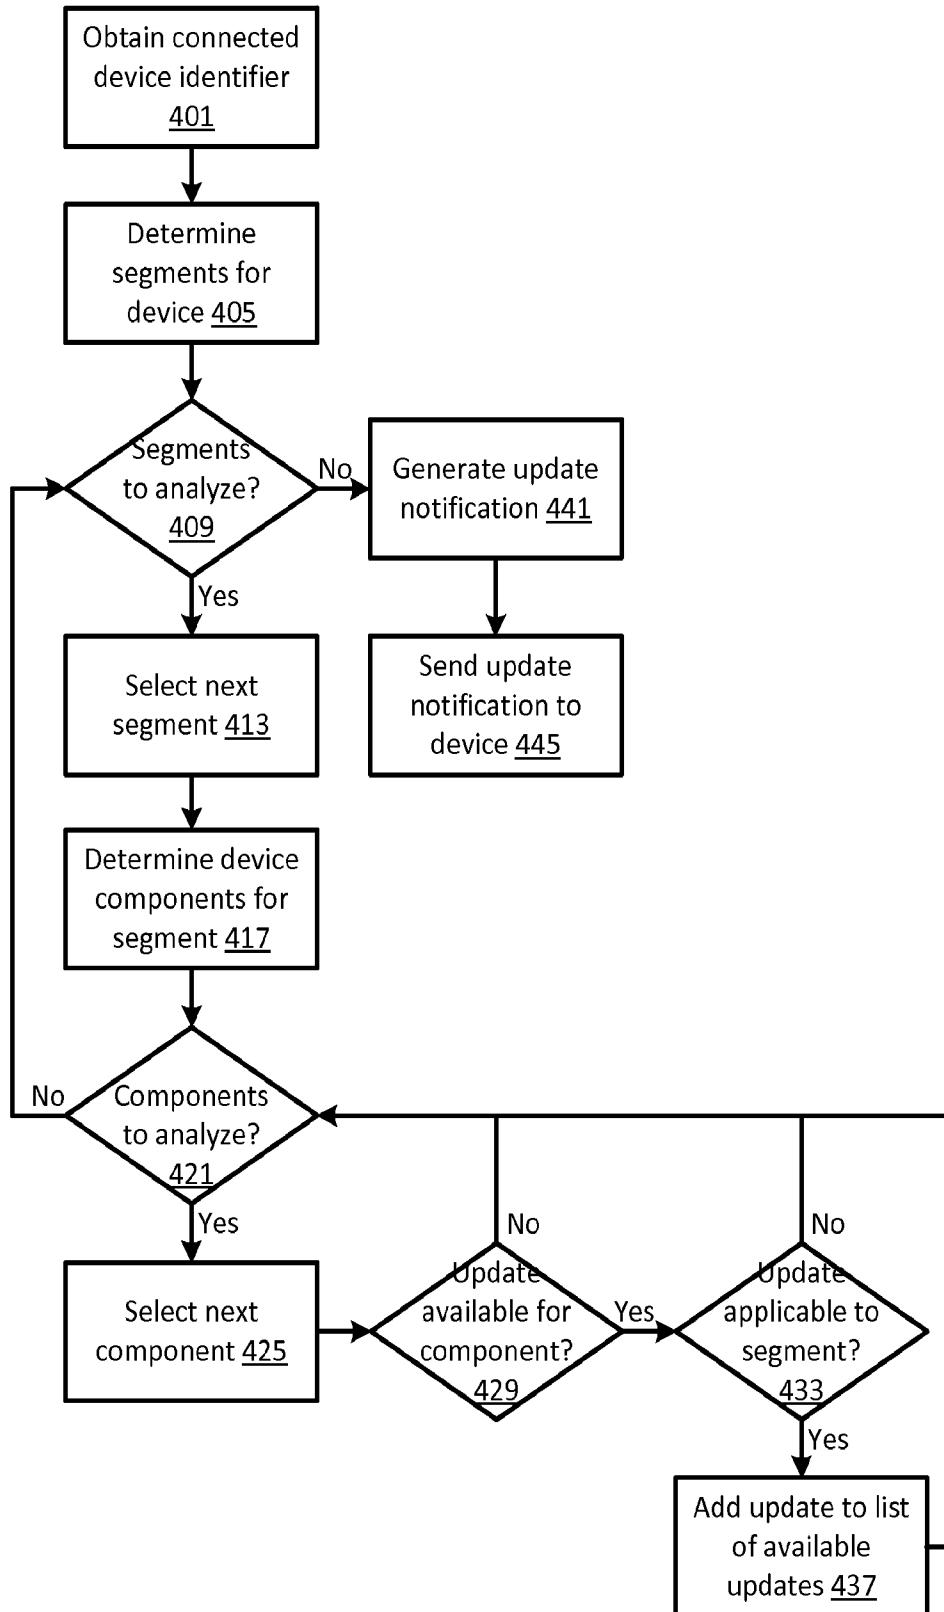 Obtain connected
device identifier
401
Determine
segments for
device 405
Segments
to analyze?
409
No
Generate update
notification 441
Yes
Select next
segment 413
Send update
notification to
device 445
Determine device
components for
segment 417
No
Components
to analyze?
421
Yes
Select next
component 425
No
Update
available for
component?
429
Yes
No
Update
applicable to
segment?
433
Yes
Add update to list
of available
updates 437